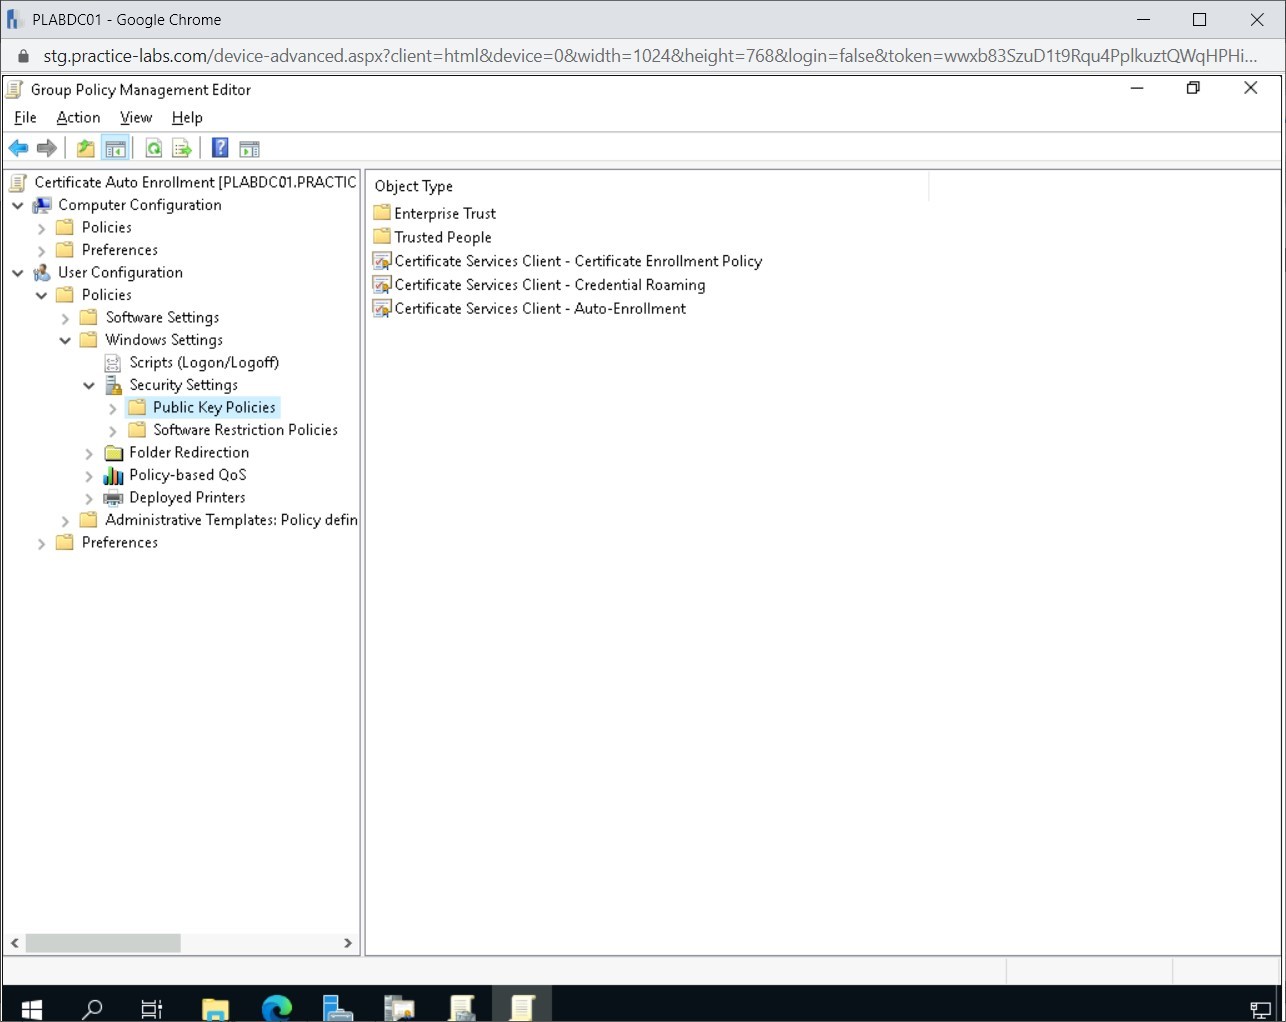 PLABDC01 - Google Chrome
stg.practice-labs.com/device-advanced.aspx?client=html&device=0&width=1024&height=768&login=false&token=wwxb83SzuD1t9Rqu4PplkuztQWqHPHi...
Group Policy Management Editor
File Action View Help
Certificate Auto Enrollment [PLABDC01.PRACTIC
Computer Configuration
Policies
Preferences
User Configuration
Policies
Software Settings
Windows Settings
Scripts (Logon/Logoff)
Security Settings
Public Key Policies
Software Restriction Policies
Folder Redirection
Policy-based QoS
Deployed Printers
Administrative Templates: Policy defin
Preferences
Object Type
Enterprise Trust
Trusted People
Certificate Services Client - Certificate Enrollment Policy
Certificate Services Client - Credential Roaming
Certificate Services Client - Auto-Enrollment